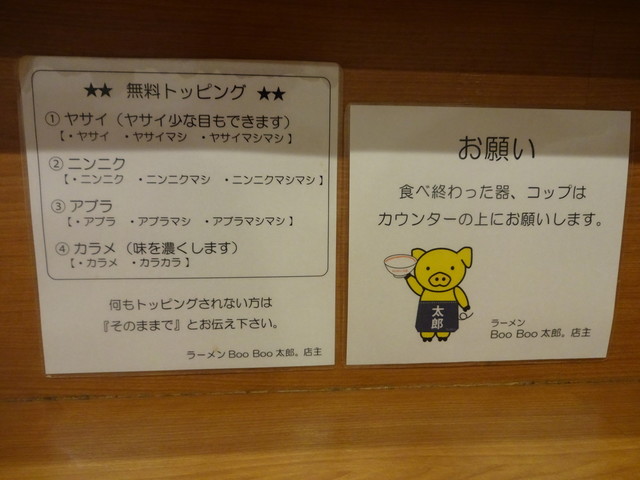 ★★ 無料トッピング ★★
① ヤサイ（ヤサイ少な目もできます）
【・ヤサイ ・ヤサイマシ ・ヤサイマシマシ】
② ニンニク
【・ニンニク ・ニンニクマシ ・ニンニクマシマシ】
③ アブラ
【・アブラ ・アブラマシ ・アブラマシマシ】
④ カラメ（味を濃くします）
【・カラメ ・カラカラ】
何もトッピングされない方は
『そのままで』とお伝え下さい。
ラーメン Boo Boo 太郎。店主
お願い
食べ終わった器、コップは
カウンターの上にお願いします。
太郎
ラーメン
Boo Boo 太郎。店主